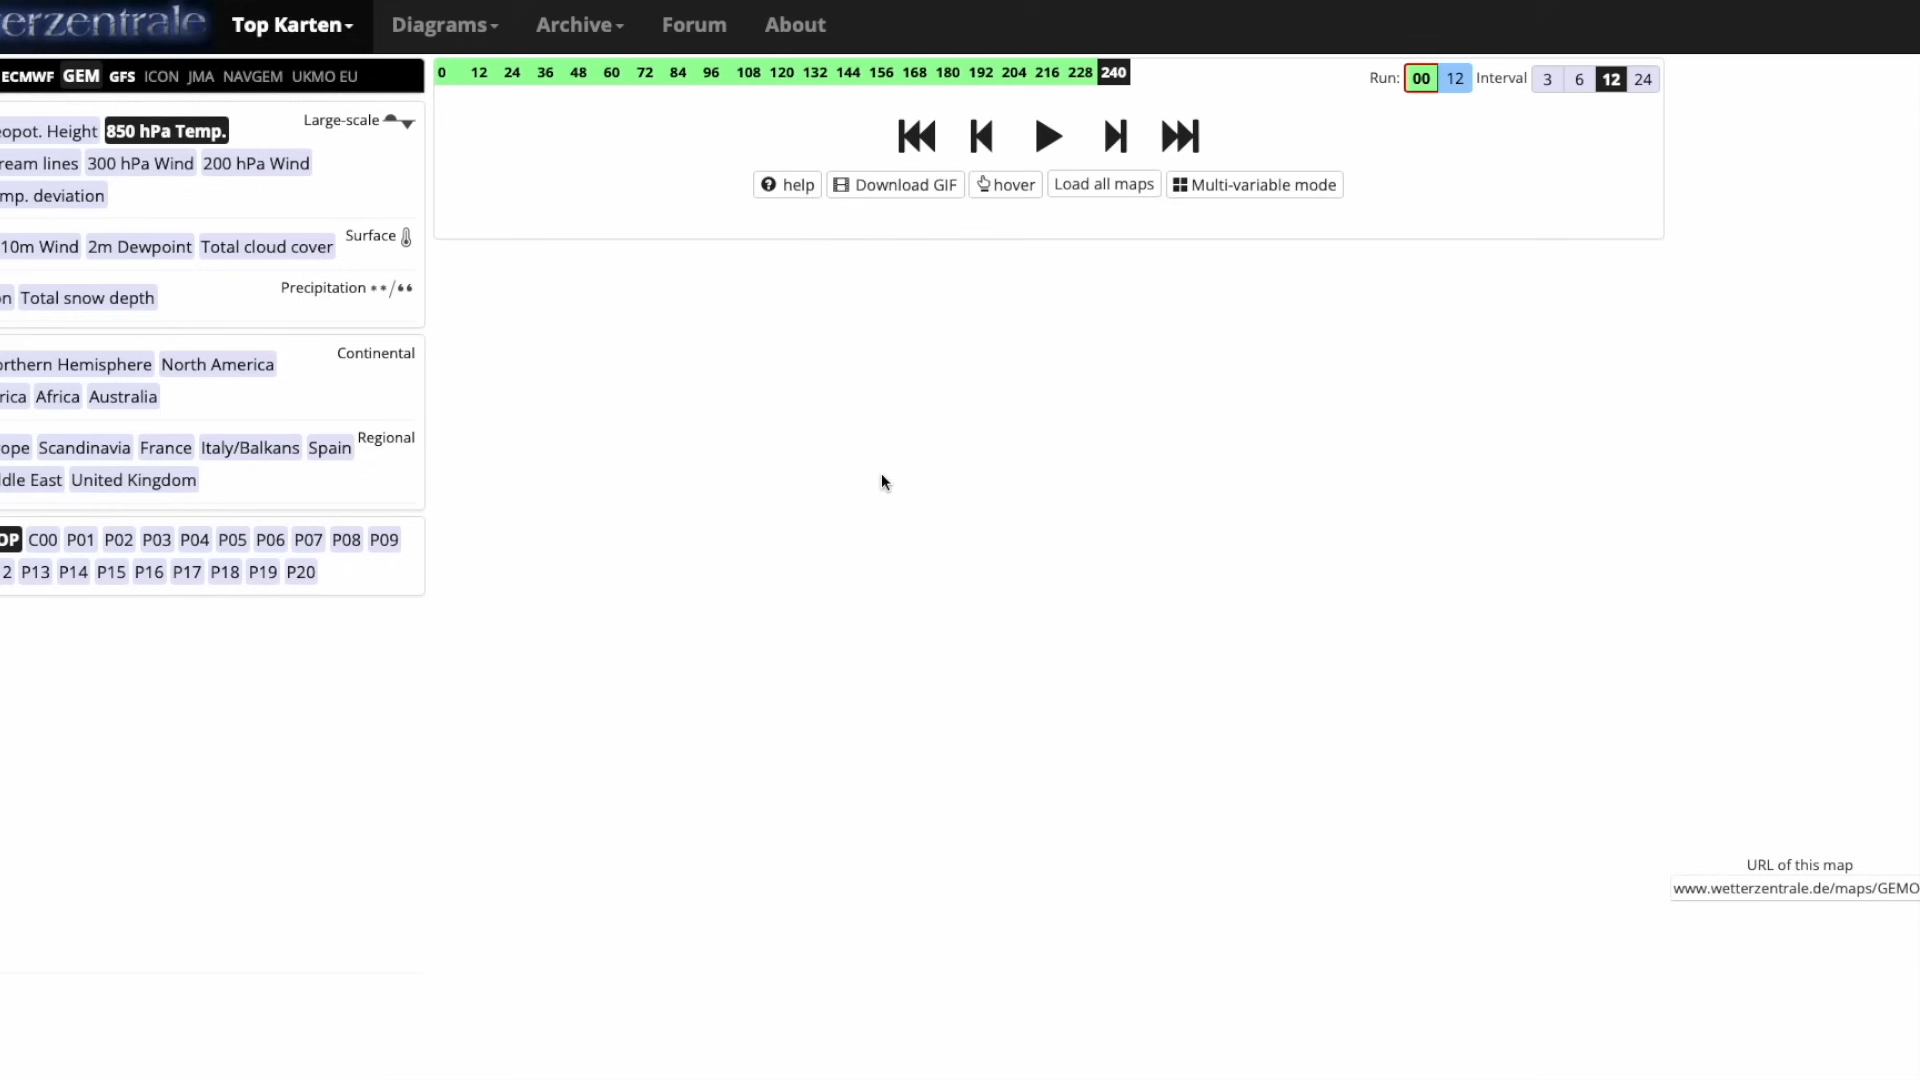 erzentrale Top Karten Diagrams Archive Forum About
ECMWF GEM GFS ICON JMA NAVGEM UKMO EU
0 12 24 36 48 60 72 84 96 108 120 132 144 156 168 180 192 204 216 228 240
Run: 00 12 Interval 3 6 12 24
Large-scale
opot. Height 850 hPa Temp.
ream lines 300 hPa Wind 200 hPa Wind
mp. deviation
Surface
10m Wind 2m Dewpoint Total cloud cover
Precipitation
on Total snow depth
Continental
orthern Hemisphere North America
rica Africa Australia
Regional
ope Scandinavia France Italy/Balkans Spain
ddle East United Kingdom
OP C00 P01 P02 P03 P04 P05 P06 P07 P08 P09
2 P13 P14 P15 P16 P17 P18 P19 P20
help Download GIF hover Load all maps Multi-variable mode
URL of this map
www.wetterzentrale.de/maps/GEMO